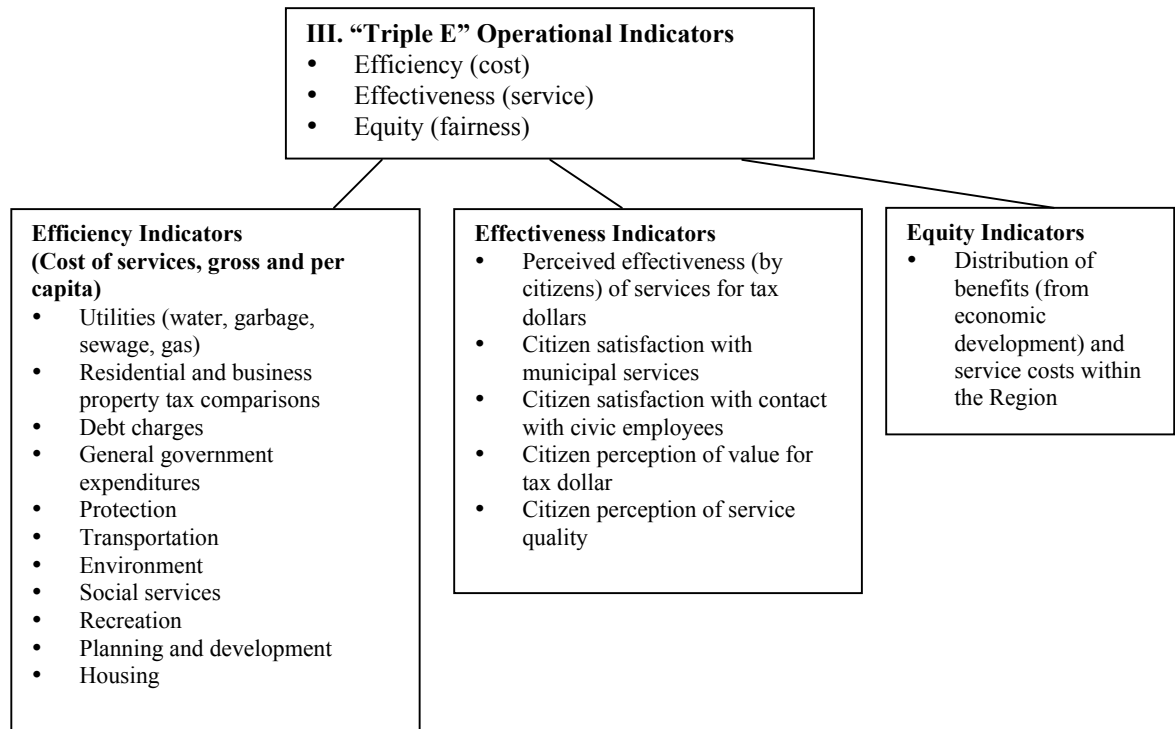 III. “Triple E” Operational Indicators
• Efficiency (cost)
• Effectiveness (service)
• Equity (fairness)
Efficiency Indicators
(Cost of services, gross and per
capita)
• Utilities (water, garbage,
sewage, gas)
• Residential and business
property tax comparisons
• Debt charges
• General government
expenditures
• Protection
• Transportation
• Environment
• Social services
• Recreation
• Planning and development
• Housing
Effectiveness Indicators
• Perceived effectiveness (by
citizens) of services for tax
dollars
• Citizen satisfaction with
municipal services
• Citizen satisfaction with contact
with civic employees
• Citizen perception of value for
tax dollar
• Citizen perception of service
quality
Equity Indicators
• Distribution of
benefits (from
economic
development) and
service costs within
the Region